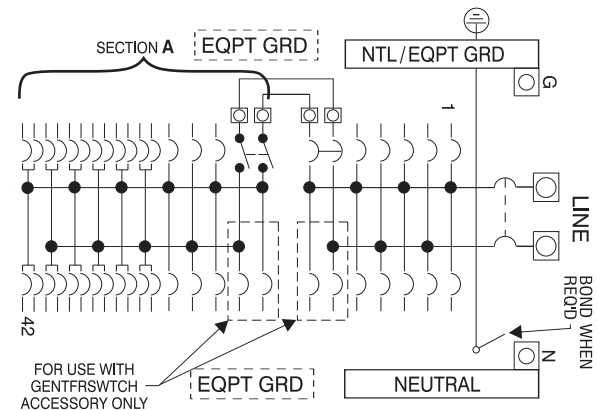 SECTION A
EQPT GRD
NTL/EQPT GRD
G
1
LINE
BOND WHEN
REQ'D
42
N
FOR USE WITH
GENTFRSWTCH
ACCESSORY ONLY
EQPT GRD
NEUTRAL